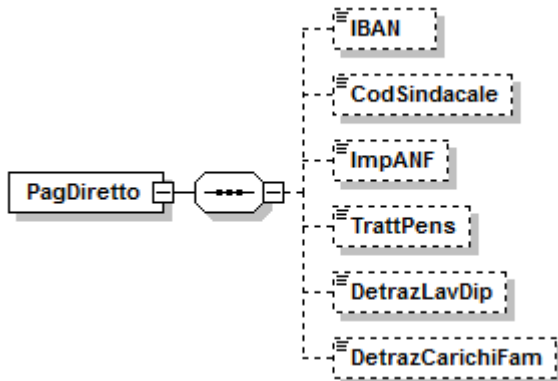 IBAN
CodSindacale
ImpANF
PagDiretto
TrattPens
DetrazLavDip
DetrazCarichiFam